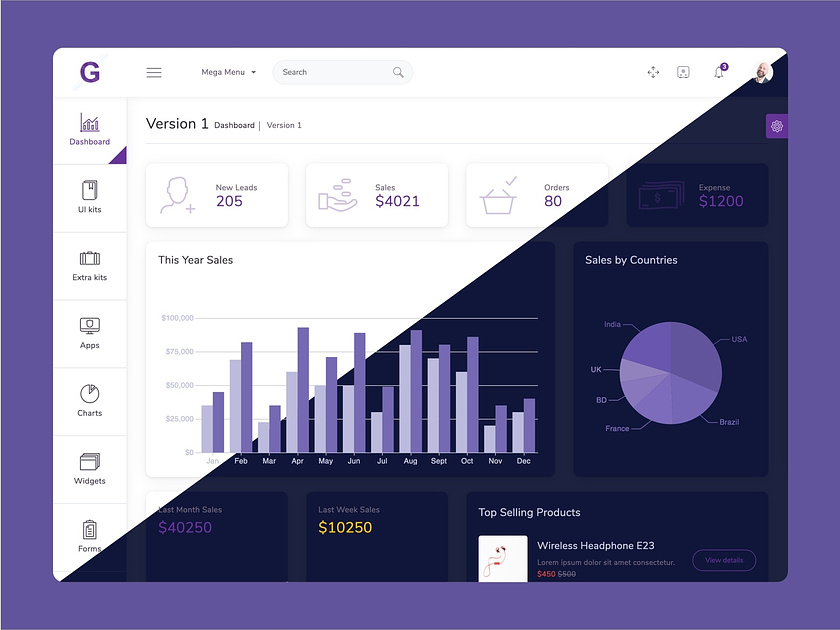 G
Mega Menu
Search
3
Dashboard
UI kits
Extra kits
Apps
Charts
Widgets
Forms
Version 1 Dashboard | Version 1
New Leads
205
Sales
$4021
Orders
80
Expense
$1200
This Year Sales
$100,000
$75,000
$50,000
$25,000
$0
Jan Feb Mar Apr May Jun Jul Aug Sept Oct Nov Dec
Sales by Countries
India
USA
UK
BD
France
Brazil
Last Month Sales
$40250
Last Week Sales
$10250
Top Selling Products
Wireless Headphone E23
Lorem ipsum dolor sit amet consectetur.
$450 $500
View details